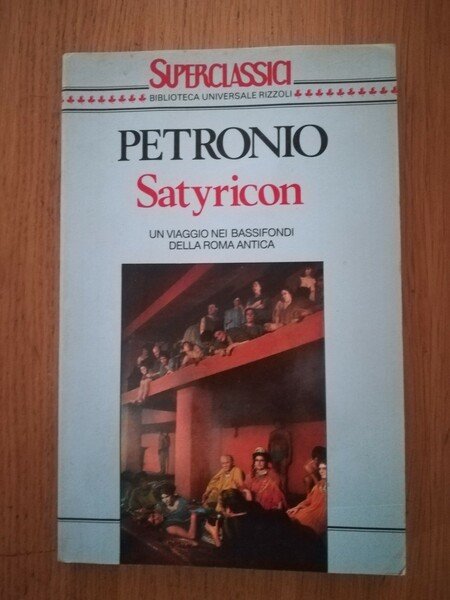 SUPERCLASSICI
BIBLIOTECA UNIVERSALE RIZZOLI
PETRONIO
Satyricon
UN VIAGGIO NEI BASSIFONDI
DELLA ROMA ANTICA